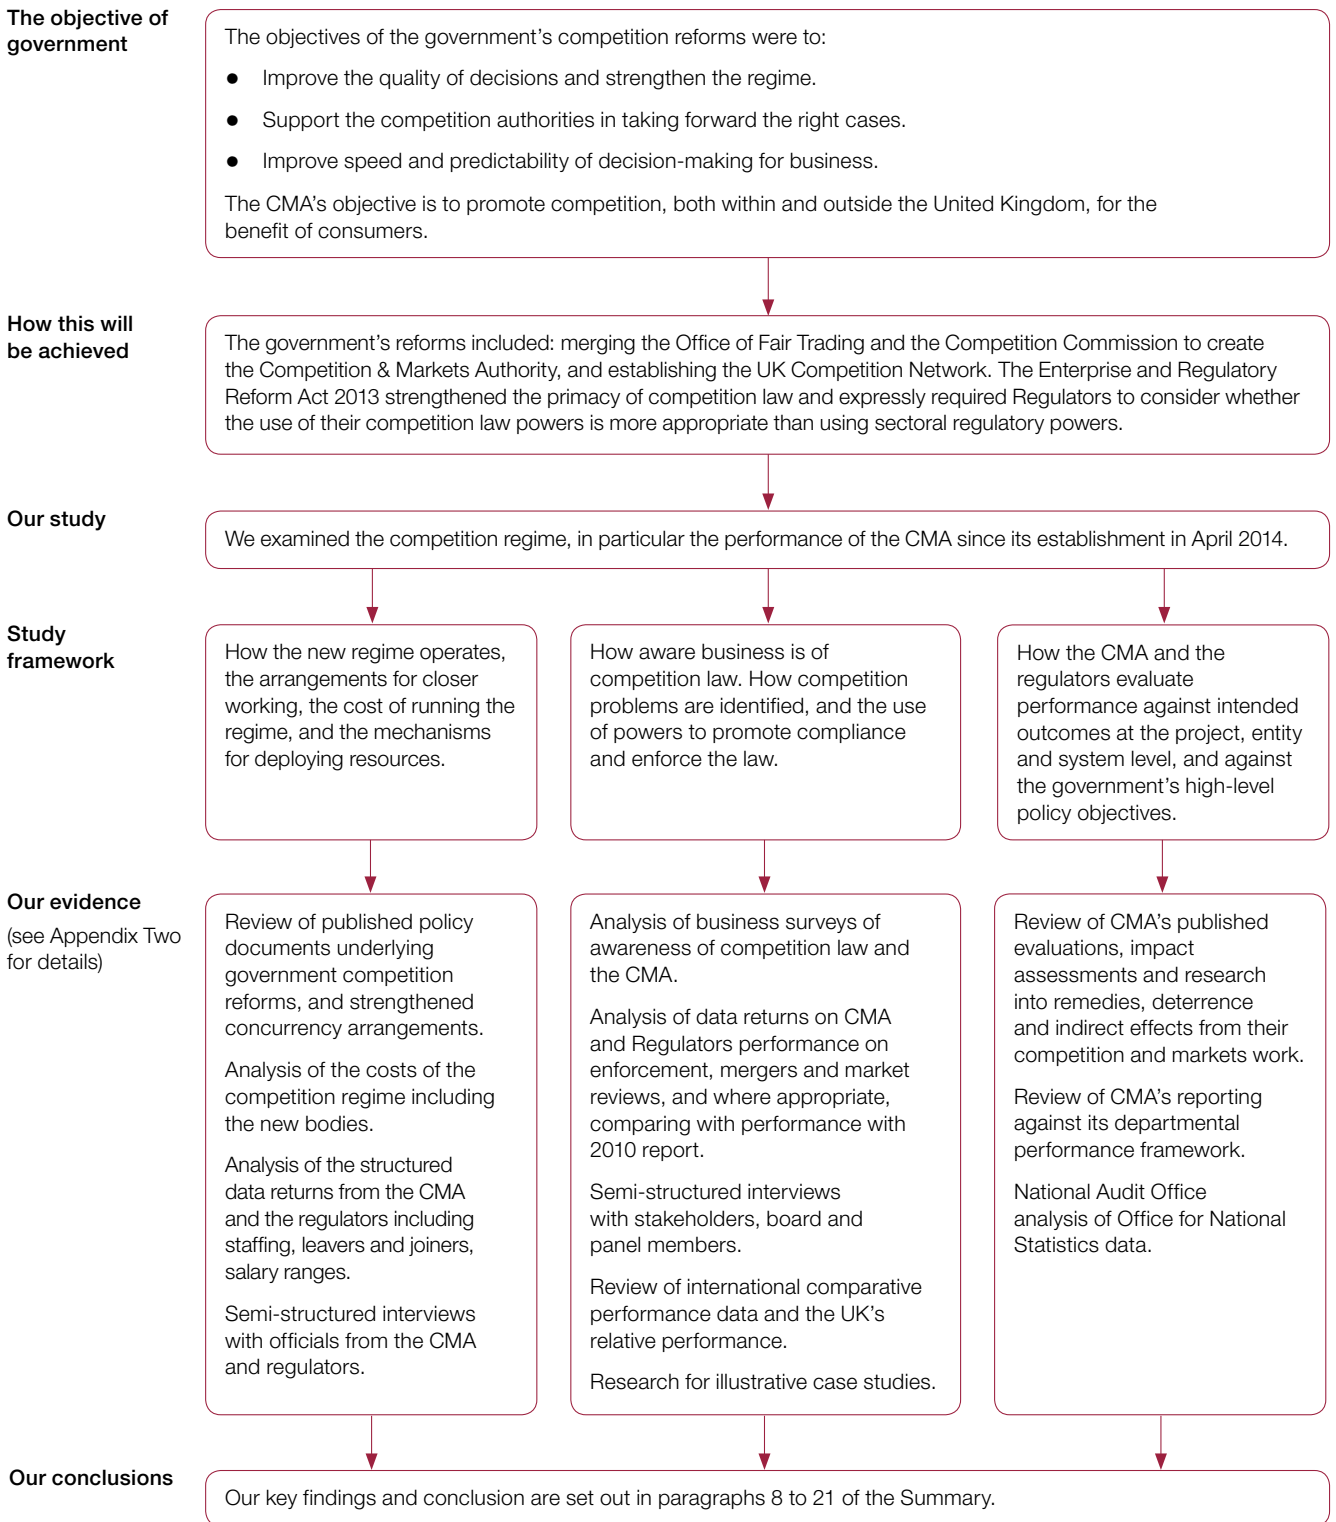 The objective of
government
The objectives of the government’s competition reforms were to:
● Improve the quality of decisions and strengthen the regime.
● Support the competition authorities in taking forward the right cases.
● Improve speed and predictability of decision-making for business.
The CMA’s objective is to promote competition, both within and outside the United Kingdom, for the
benefit of consumers.
How this will
be achieved
The government’s reforms included: merging the Office of Fair Trading and the Competition Commission to create
the Competition & Markets Authority, and establishing the UK Competition Network. The Enterprise and Regulatory
Reform Act 2013 strengthened the primacy of competition law and expressly required Regulators to consider whether
the use of their competition law powers is more appropriate than using sectoral regulatory powers.
Our study
We examined the competition regime, in particular the performance of the CMA since its establishment in April 2014.
Study
framework
How the new regime operates,
the arrangements for closer
working, the cost of running the
regime, and the mechanisms
for deploying resources.
How aware business is of
competition law. How competition
problems are identified, and the use
of powers to promote compliance
and enforce the law.
How the CMA and the
regulators evaluate
performance against intended
outcomes at the project, entity
and system level, and against
the government’s high-level
policy objectives.
Our evidence
(see Appendix Two
for details)
Review of published policy
documents underlying
government competition
reforms, and strengthened
concurrency arrangements.
Analysis of the costs of the
competition regime including
the new bodies.
Analysis of the structured
data returns from the CMA
and the regulators including
staffing, leavers and joiners,
salary ranges.
Semi-structured interviews
with officials from the CMA
and regulators.
Analysis of business surveys of
awareness of competition law and
the CMA.
Analysis of data returns on CMA
and Regulators performance on
enforcement, mergers and market
reviews, and where appropriate,
comparing with performance with
2010 report.
Semi-structured interviews
with stakeholders, board and
panel members.
Review of international comparative
performance data and the UK’s
relative performance.
Research for illustrative case studies.
Review of CMA’s published
evaluations, impact
assessments and research
into remedies, deterrence
and indirect effects from their
competition and markets work.
Review of CMA’s reporting
against its departmental
performance framework.
National Audit Office
analysis of Office for National
Statistics data.
Our conclusions
Our key findings and conclusion are set out in paragraphs 8 to 21 of the Summary.